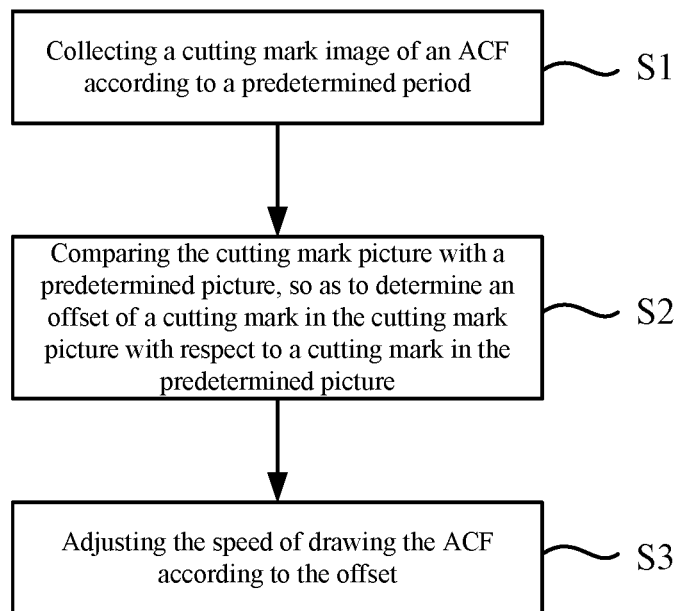 Collecting a cutting mark image of an ACF
according to a predetermined period
S1
Comparing the cutting mark picture with a
predetermined picture, so as to determine an
offset of a cutting mark in the cutting mark
picture with respect to a cutting mark in the
predetermined picture
S2
Adjusting the speed of drawing the ACF
according to the offset
S3